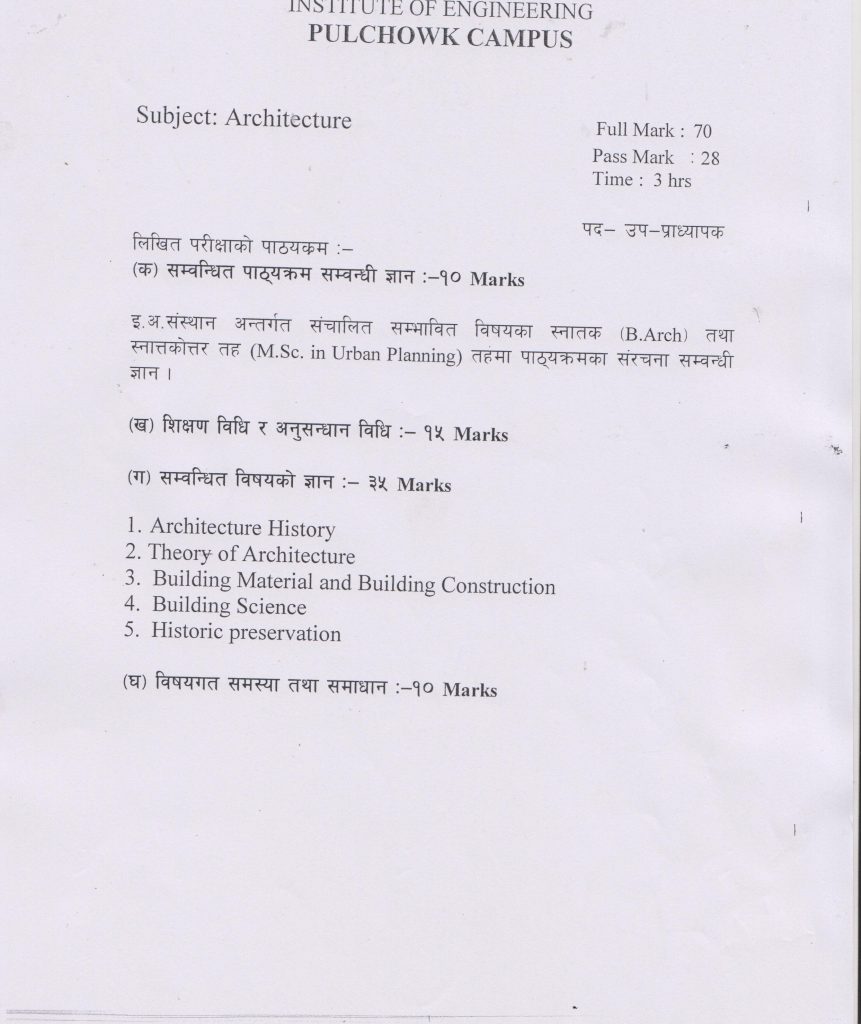 INSTITUTE OF ENGINEERING
PULCHOWK CAMPUS
Subject: Architecture
Full Mark : 70
Pass Mark : 28
Time : 3 hrs
पद– उप–प्राध्यापक
लिखित परीक्षाको पाठयक्रम :–
(क) सम्वन्धित पाठ्यक्रम सम्वन्धी ज्ञान :–१० Marks
इ.अ.संस्थान अन्तर्गत संचालित सम्भावित विषयका स्नातक (B.Arch) तथा
स्नात्तकोत्तर तह (M.Sc. in Urban Planning) तहमा पाठ्यक्रमका संरचना सम्वन्धी
ज्ञान ।
(ख) शिक्षण विधि र अनुसन्धान विधि :– १५ Marks
(ग) सम्वन्धित विषयको ज्ञान :– ३५ Marks
1. Architecture History
2. Theory of Architecture
3. Building Material and Building Construction
4. Building Science
5. Historic preservation
(घ) विषयगत समस्या तथा समाधान :–१० Marks